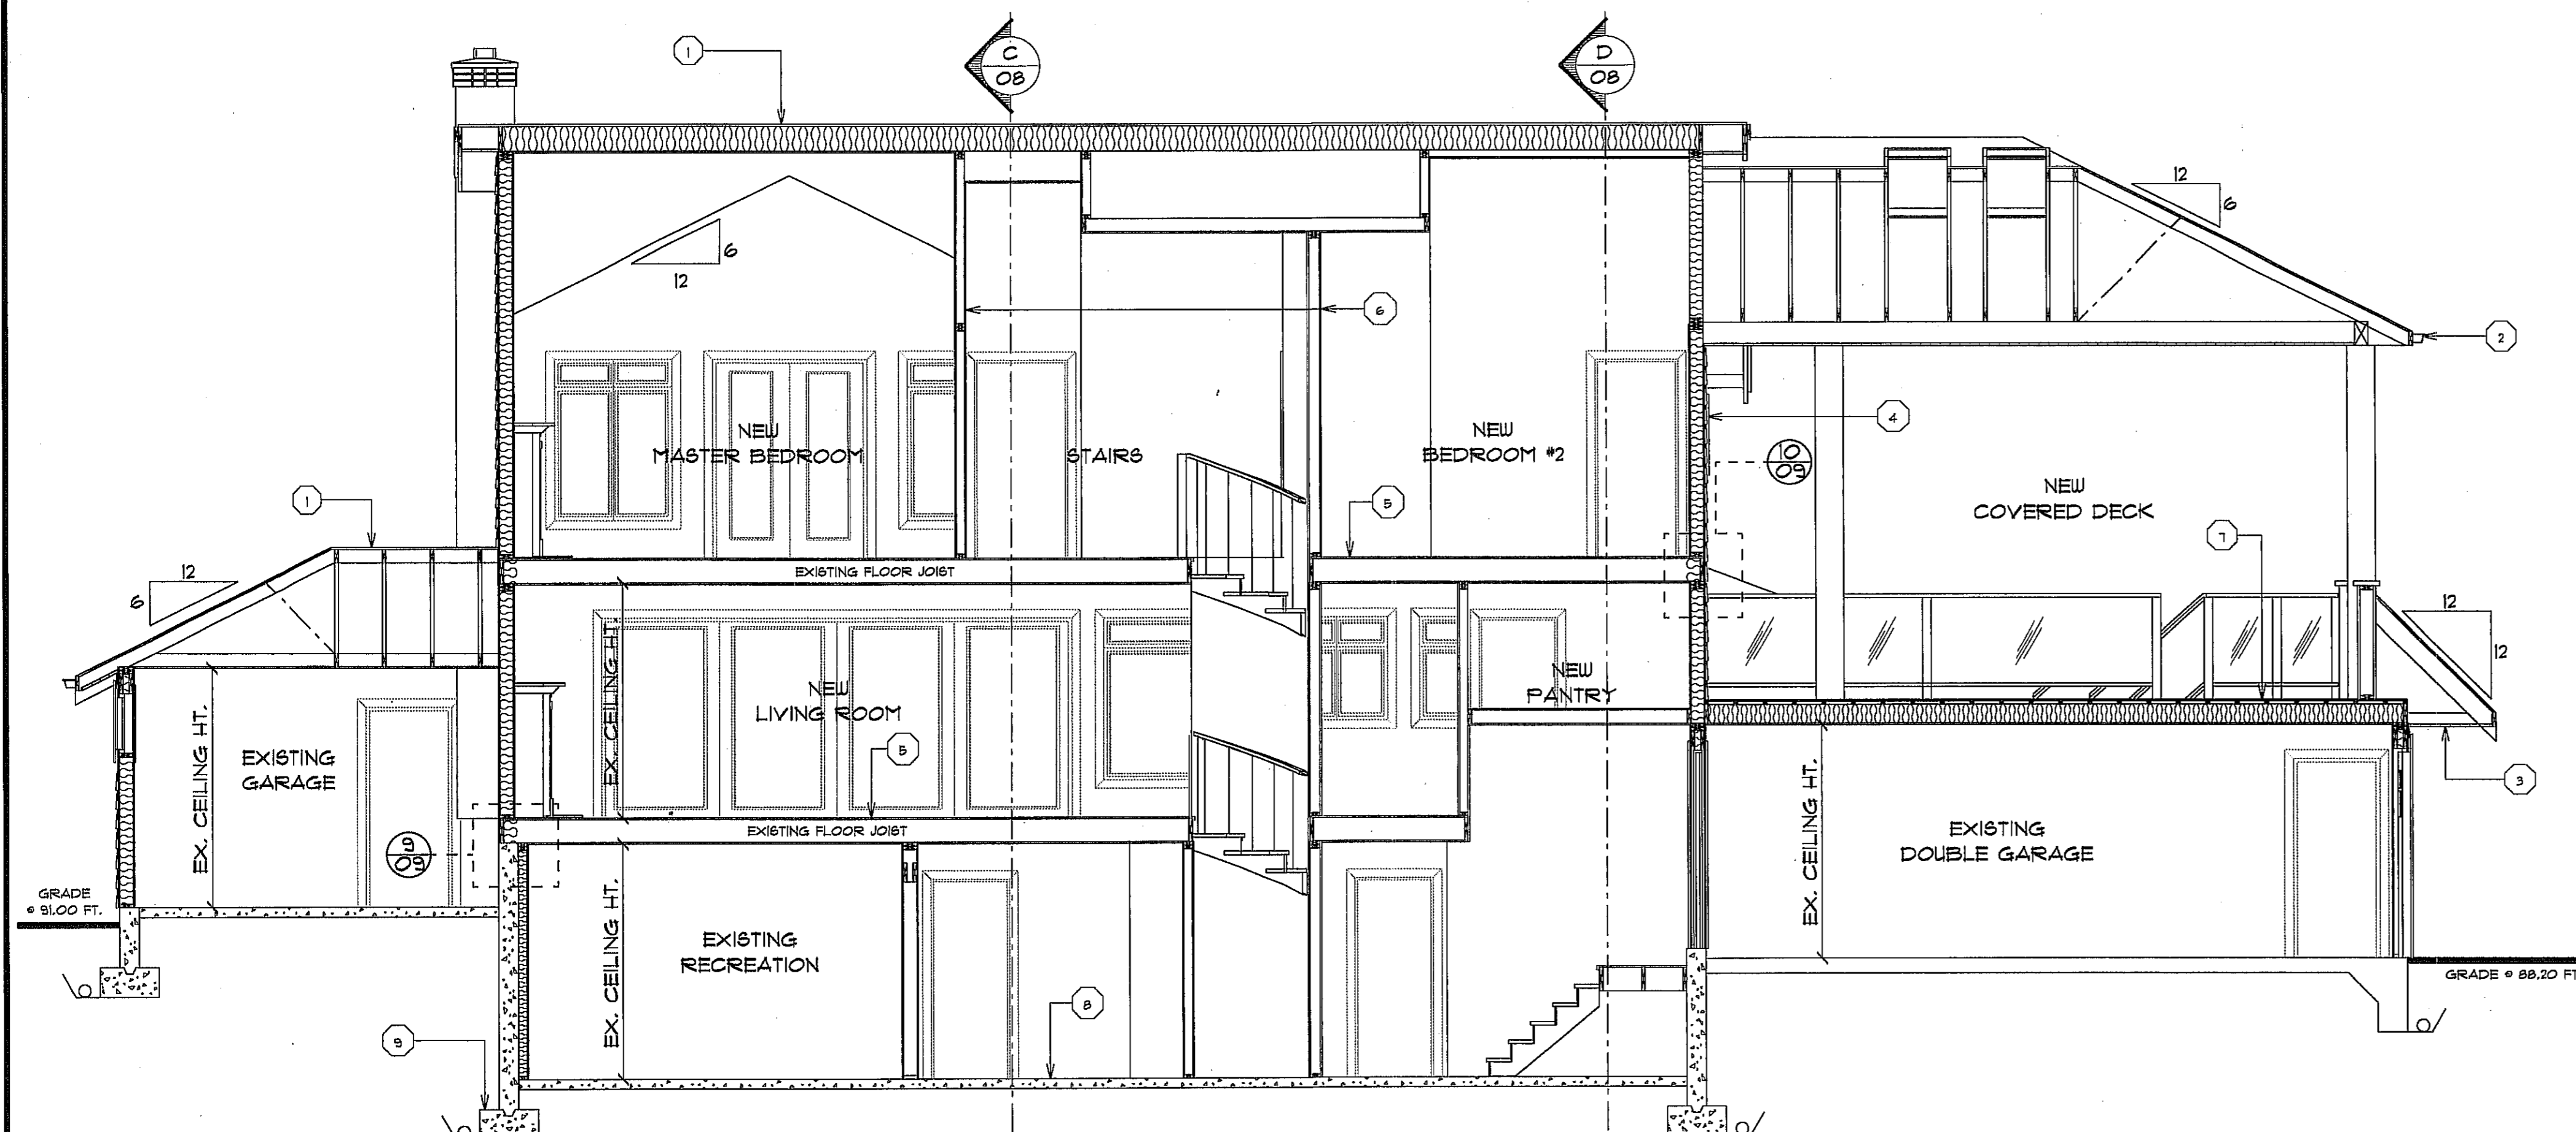 C
08
D
08
1
12
6
12
6
6
2
4
NEW
MASTER BEDROOM
STAIRS
NEW
BEDROOM #2
10
09
NEW
COVERED DECK
1
5
7
12
6
EXISTING FLOOR JOIST
12
12
EX. CEILING HT.
NEW
LIVING ROOM
NEW
PANTRY
EX. CEILING HT.
EXISTING
GARAGE
5
3
EX. CEILING HT.
EXISTING
DOUBLE GARAGE
EXISTING FLOOR JOIST
9
09
GRADE
@ 91.00 FT.
EX. CEILING HT.
EXISTING
RECREATION
GRADE @ 88.20 FT
8
9